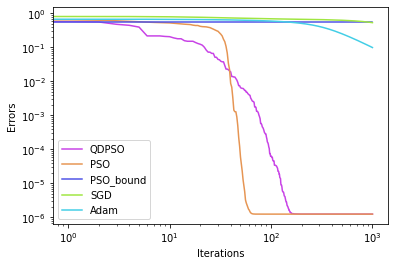 10⁰
10⁻¹
10⁻²
10⁻³
10⁻⁴
10⁻⁵
10⁻⁶
Errors
QDPSO
PSO
PSO_bound
SGD
Adam
10⁰ 10¹ 10² 10³
Iterations